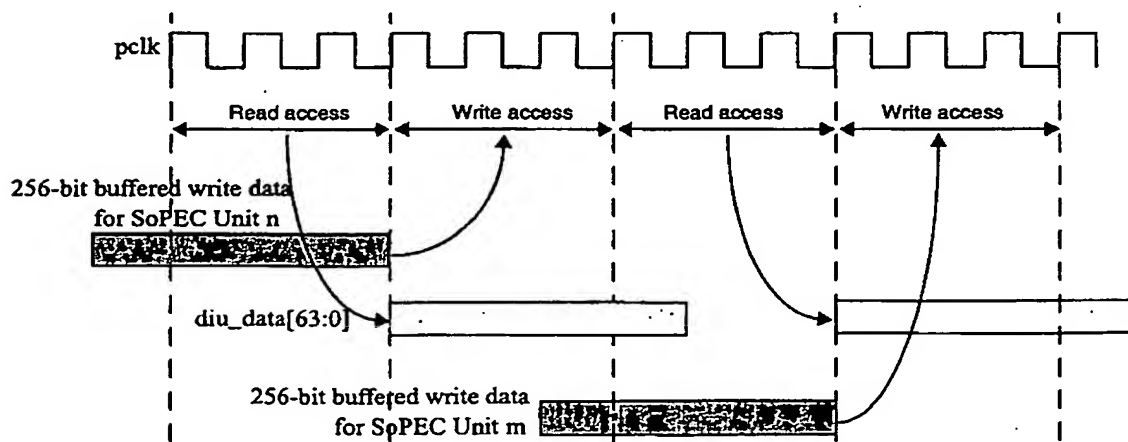 pclk
Read access
Write access
Read access
Write access
256-bit buffered write data
for SoPEC Unit n
diu_data[63:0]
256-bit buffered write data
for SoPEC Unit m